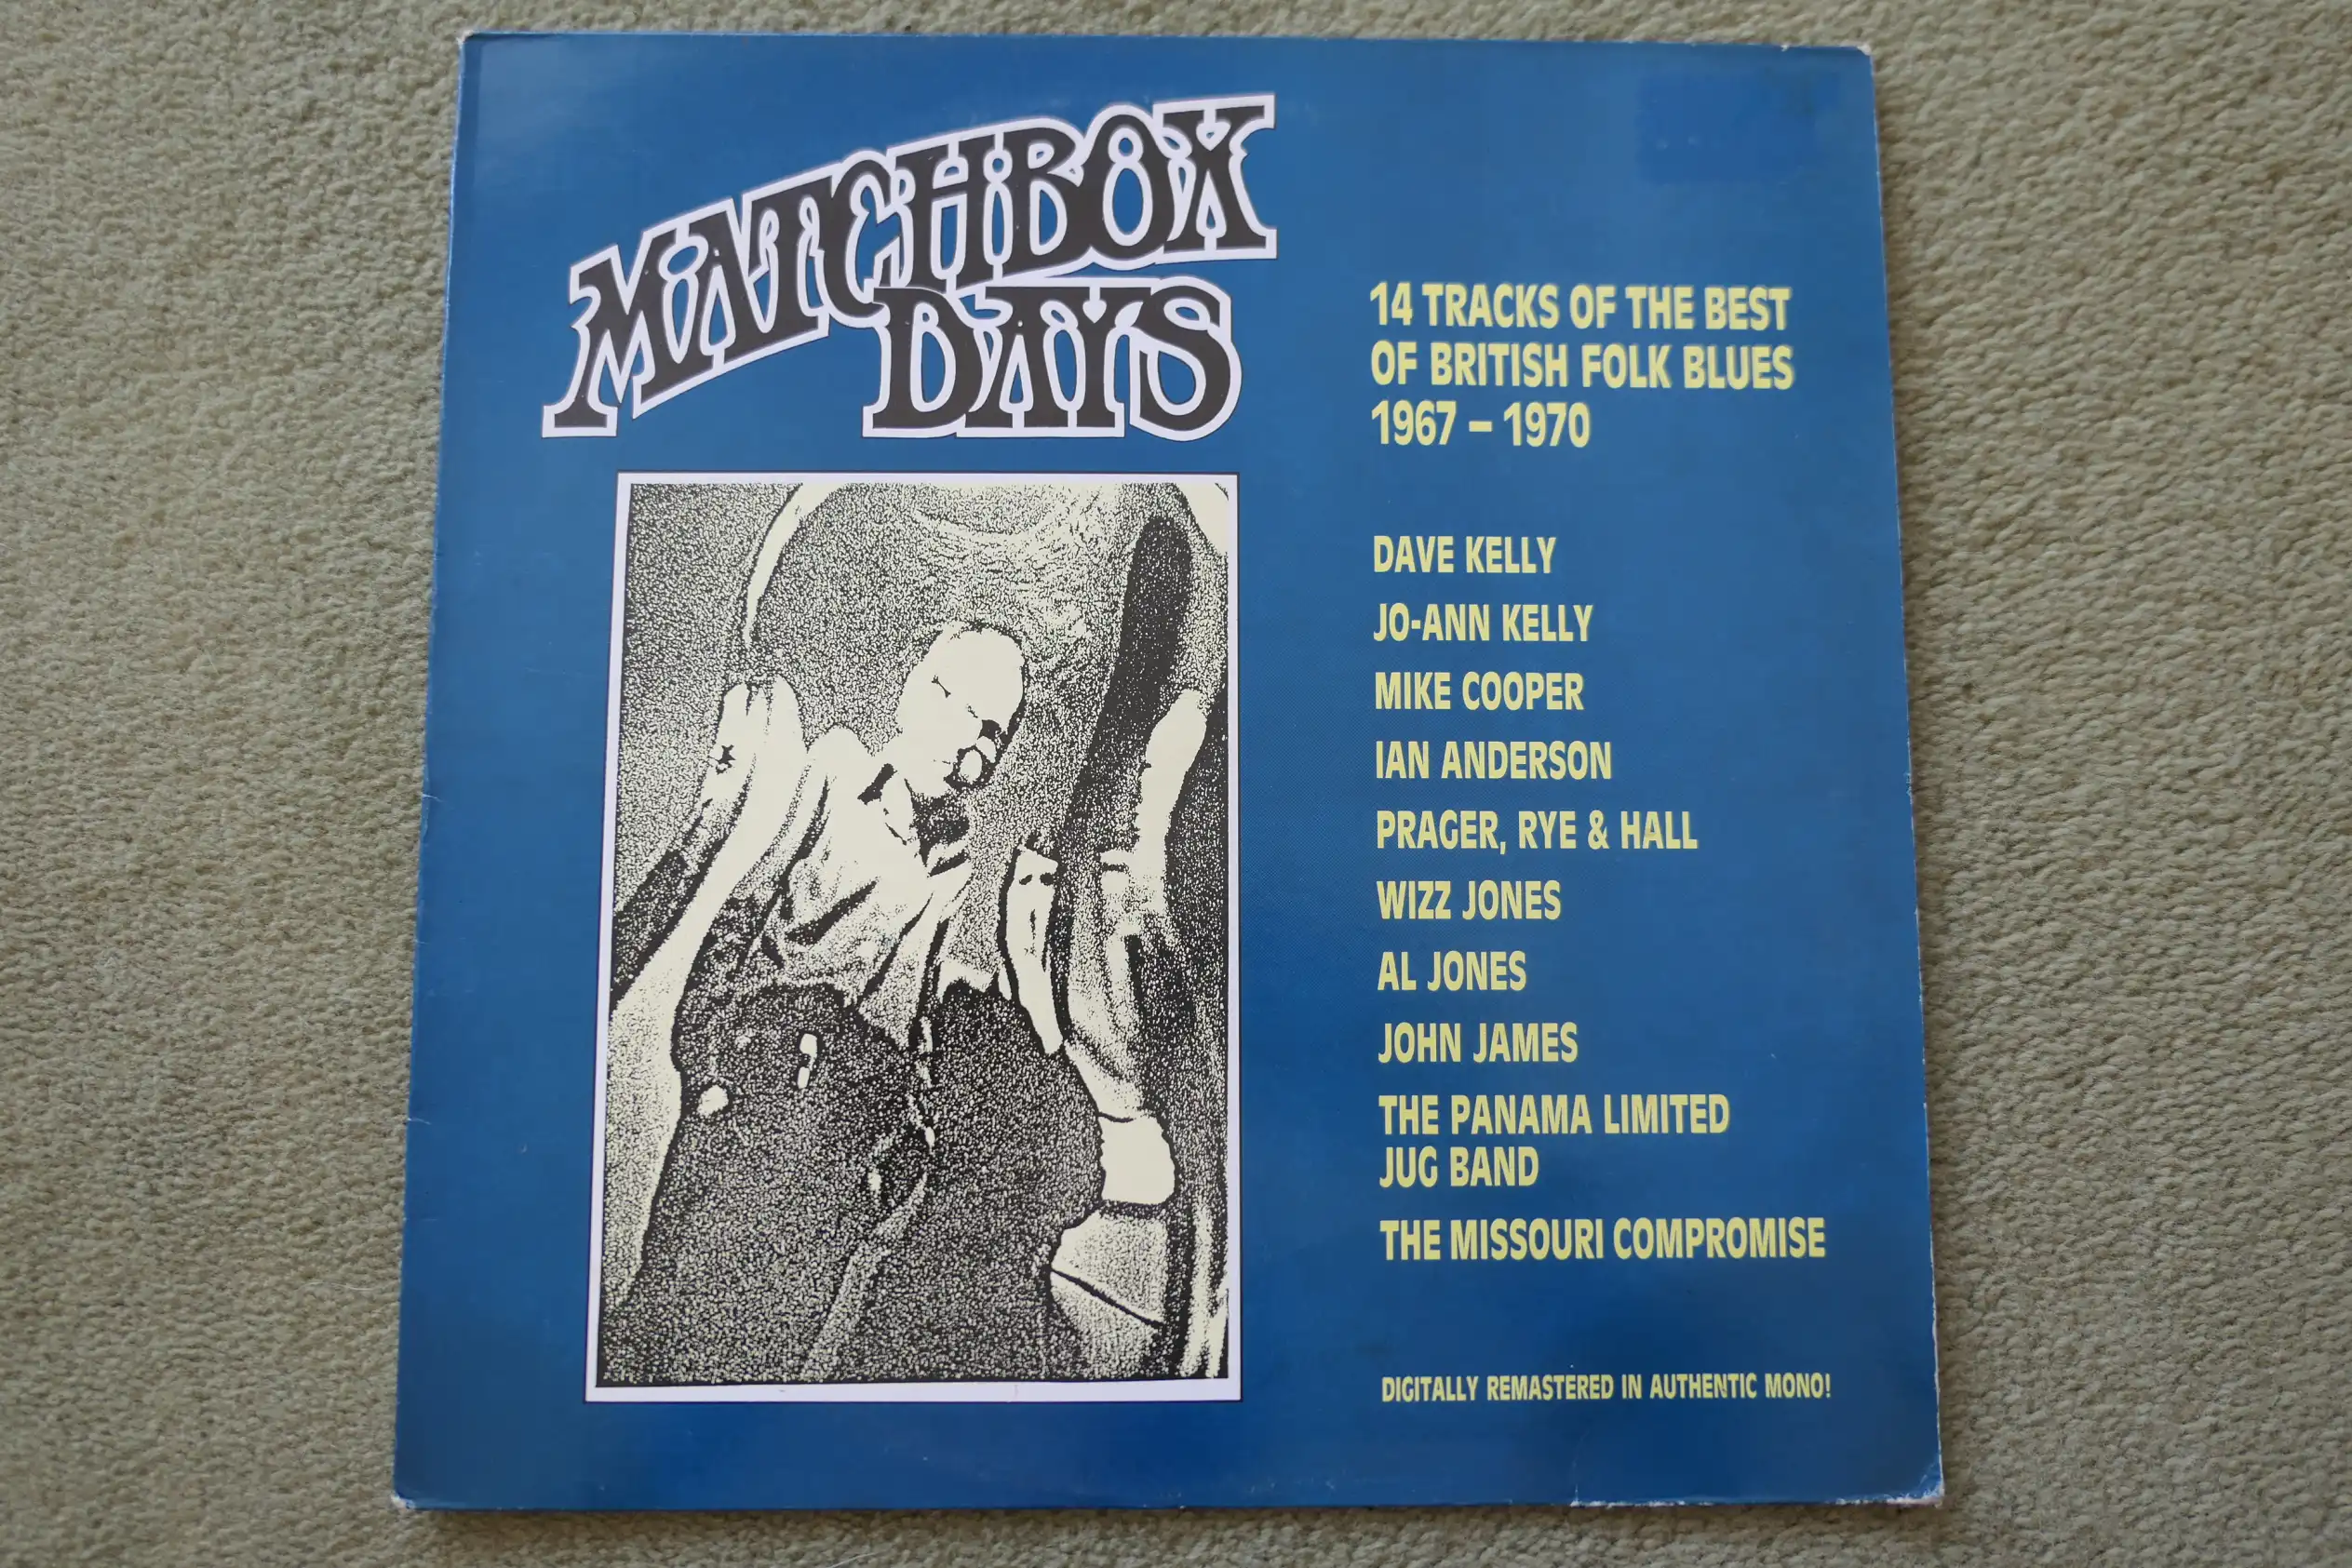 MATCHBOX
DAYS
14 TRACKS OF THE BEST
OF BRITISH FOLK BLUES
1967 – 1970
DAVE KELLY
JO-ANN KELLY
MIKE COOPER
IAN ANDERSON
PRAGER, RYE & HALL
WIZZ JONES
AL JONES
JOHN JAMES
THE PANAMA LIMITED
JUG BAND
THE MISSOURI COMPROMISE
DIGITALLY REMASTERED IN AUTHENTIC MONO!